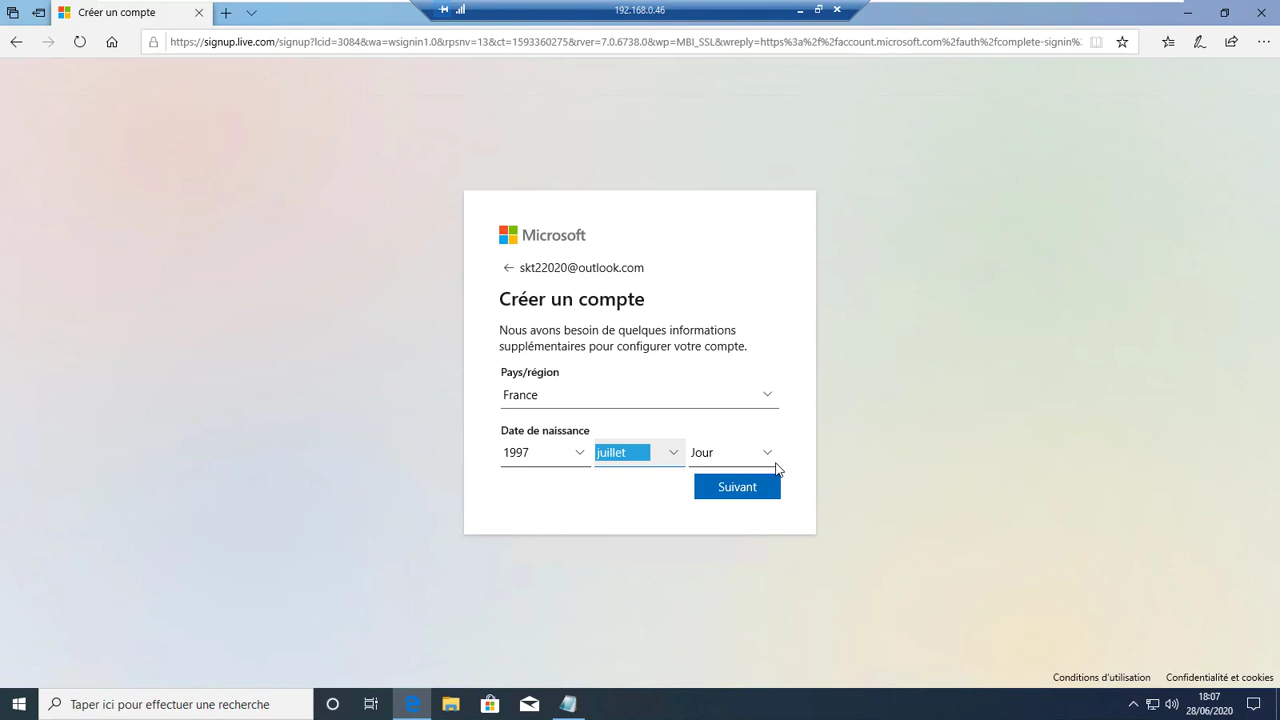 Créer un compte
192.168.0.46
https://signup.live.com/signup?lcid=3084&wa=wsignin1.0&rpsnv=13&ct=1593360275&rver=7.0.6738.0&wp=MBI_SSL&wreply=https%3a%2f%2faccount.microsoft.com%2fauth%2fcomplete-signin%
Microsoft
skt22020@outlook.com
Créer un compte
Nous avons besoin de quelques informations
supplémentaires pour configurer votre compte.
Pays/région
France
Date de naissance
1997 juillet Jour
Suivant
Conditions d'utilisation Confidentialité et cookies
Taper ici pour effectuer une recherche
18:07
28/06/2020